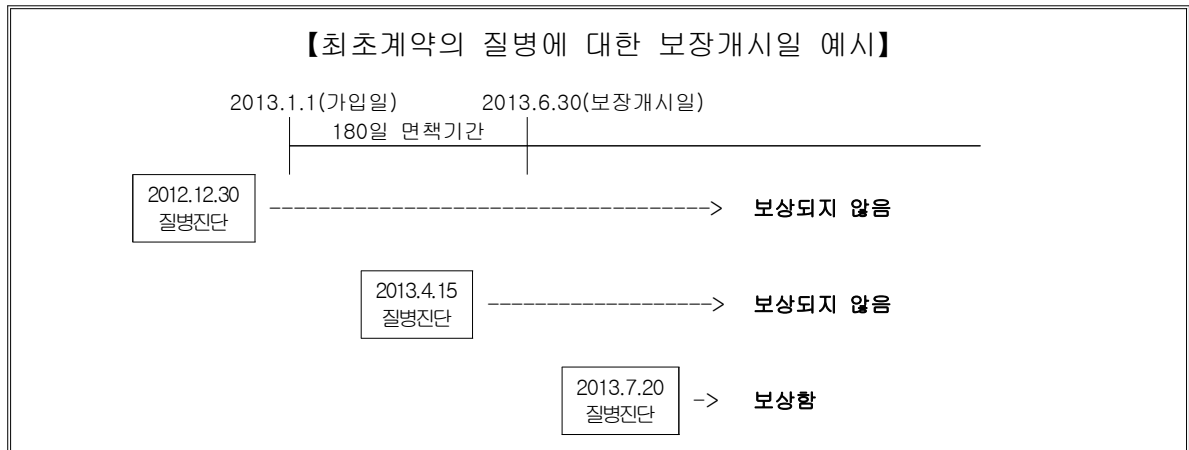 【최초계약의 질병에 대한 보장개시일 예시】
2013.1.1(가입일) 2013.6.30(보장개시일)
180일 면책기간
2012.12.30
질병진단
------------------------------------> 보상되지 않음
2013.4.15
질병진단
-------------------> 보상되지 않음
2013.7.20
질병진단
-> 보상함